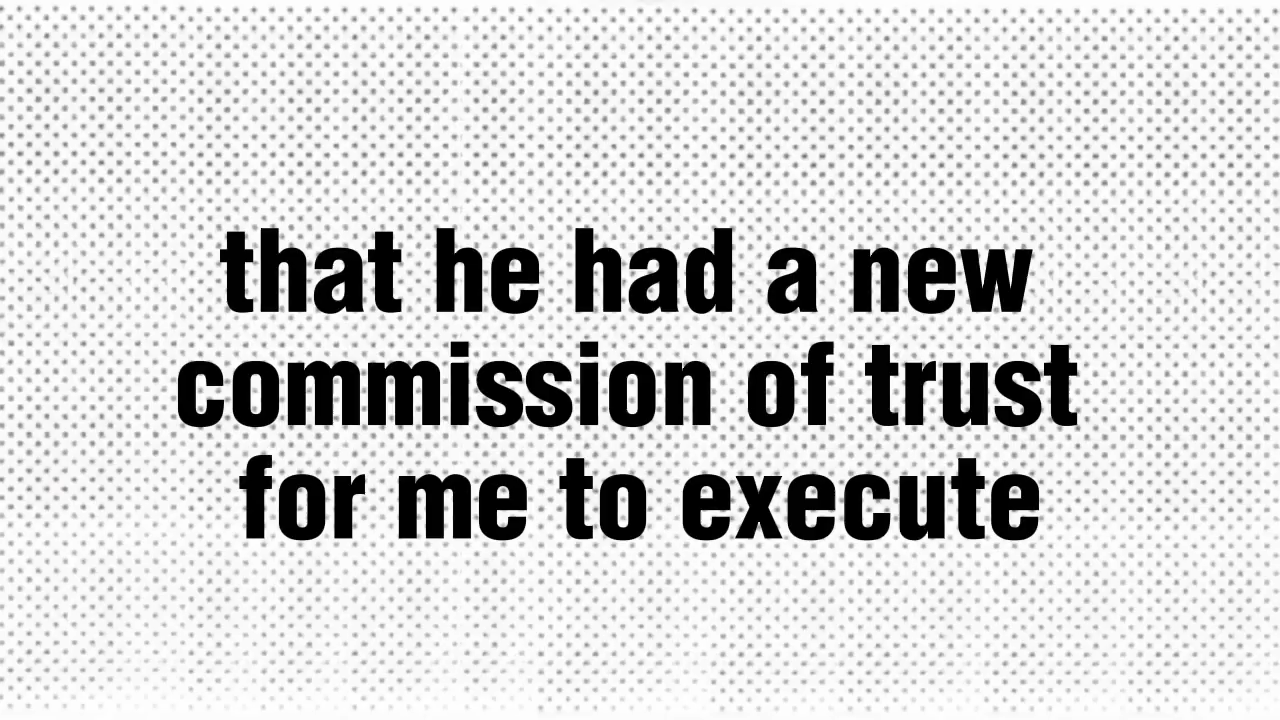 that he had a new
commission of trust
for me to execute